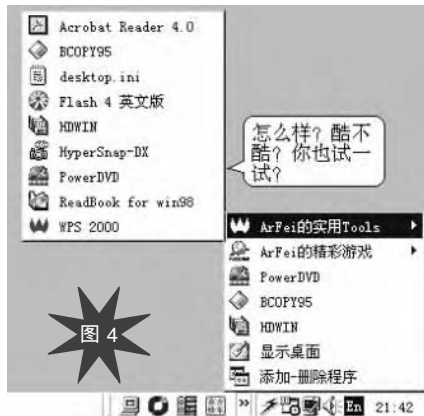 Acrobat Reader 4.0
BCOPY95
desktop.ini
Flash 4 英文版
HDWIN
HyperSnap-DX
PowerDVD
ReadBook for win98
WPS 2000
怎么样？酷不
酷？你也试一
试？
ArFei的实用Tools
ArFei的精彩游戏
PowerDVD
BCOPY95
HDWIN
显示桌面
添加-删除程序
图 4
En 21:42